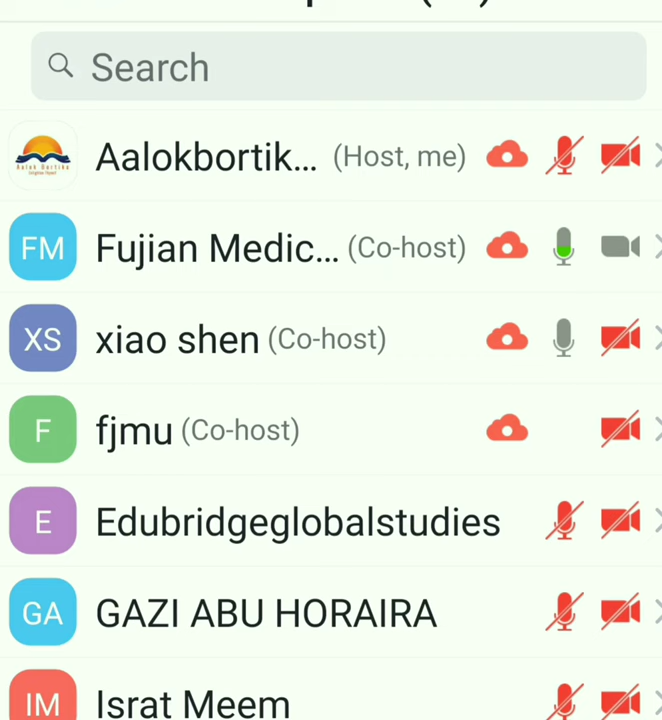 Search
Aalokbortik... (Host, me)
FM Fujian Medic... (Co-host)
XS xiao shen (Co-host)
F fjmu (Co-host)
E Edubridgeglobalstudies
GA GAZI ABU HORAIRA
IM Israt Meem